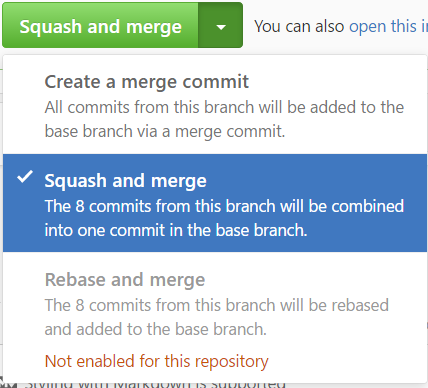 Squash and merge You can also open this i
Create a merge commit
All commits from this branch will be added to the
base branch via a merge commit.
Squash and merge
The 8 commits from this branch will be combined
into one commit in the base branch.
Rebase and merge
The 8 commits from this branch will be rebased
and added to the base branch.
Not enabled for this repository
Styling with Markdown is supported